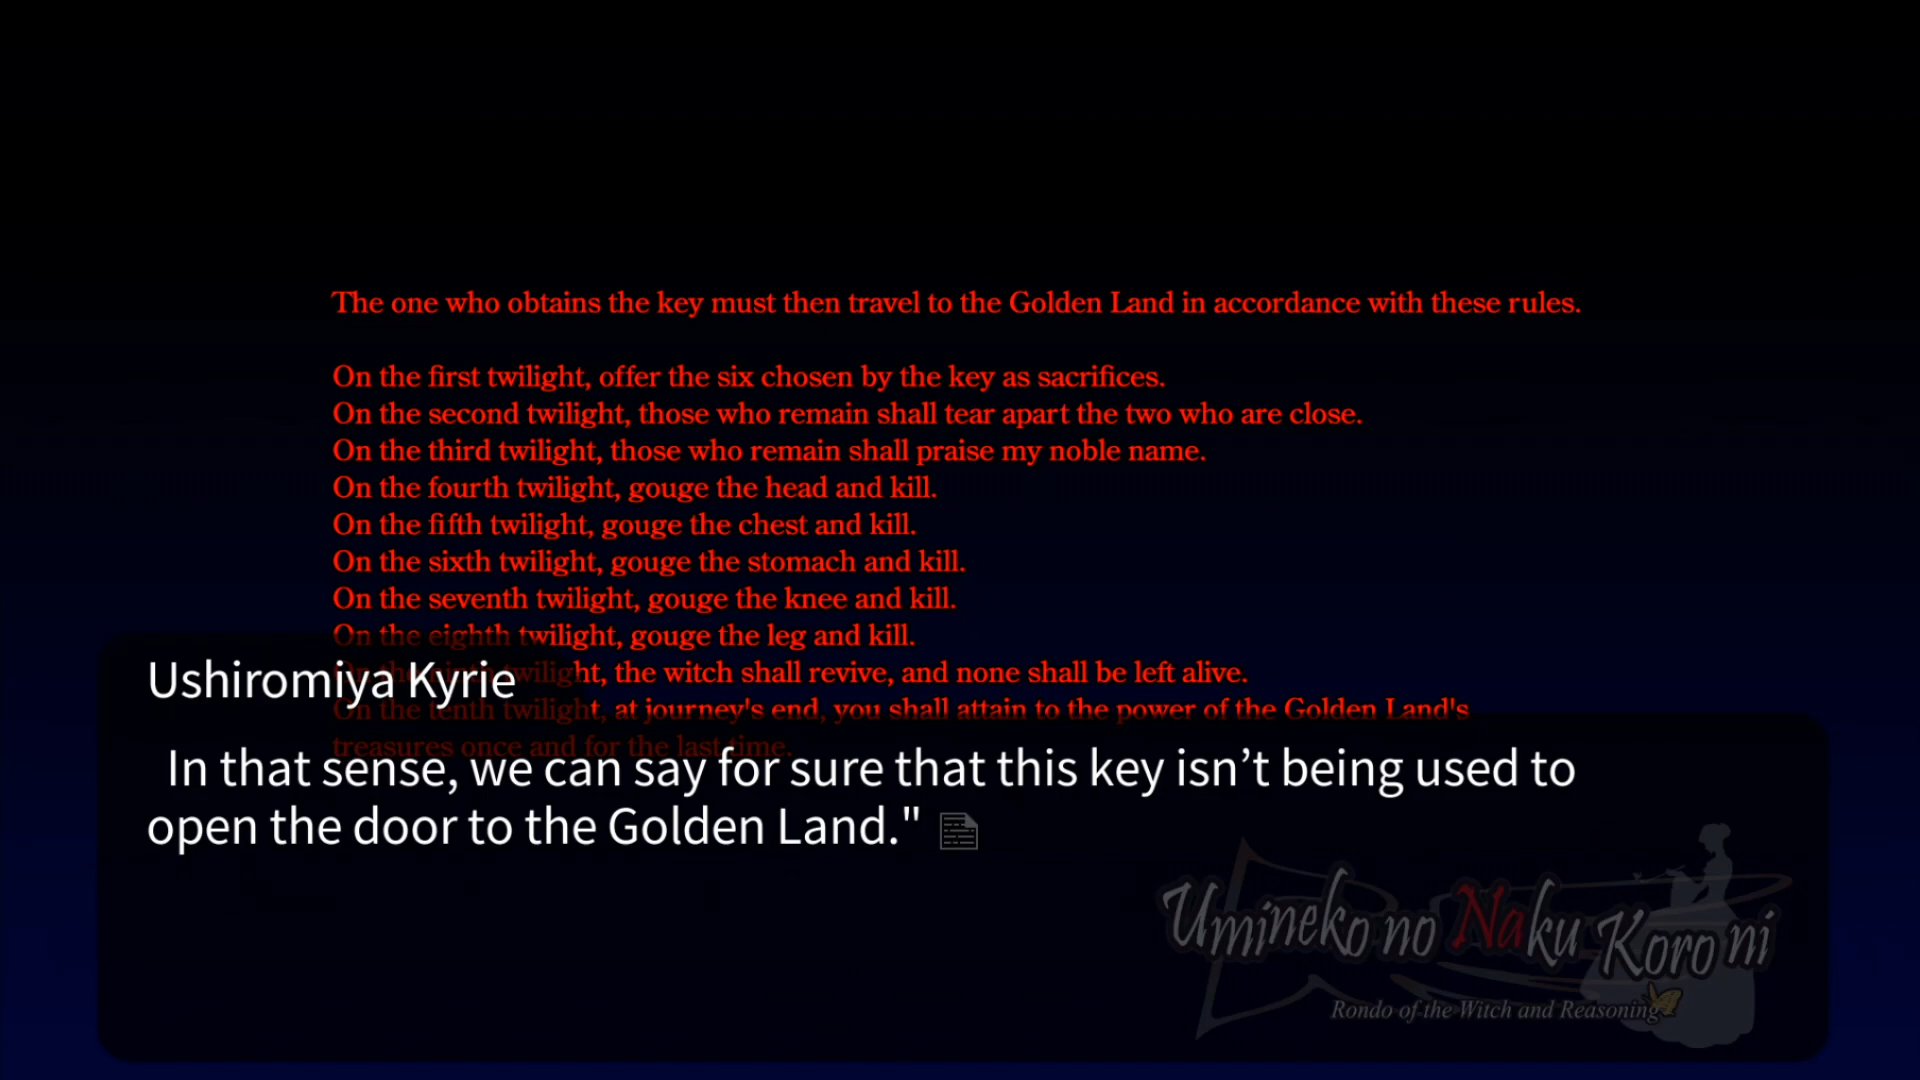 The one who obtains the key must then travel to the Golden Land in accordance with these rules.
On the first twilight, offer the six chosen by the key as sacrifices.
On the second twilight, those who remain shall tear apart the two who are close.
On the third twilight, those who remain shall praise my noble name.
On the fourth twilight, gouge the head and kill.
On the fifth twilight, gouge the chest and kill.
On the sixth twilight, gouge the stomach and kill.
On the seventh twilight, gouge the knee and kill.
On the eighth twilight, gouge the leg and kill.
On the ninth twilight, the witch shall revive, and none shall be left alive.
On the tenth twilight, at journey's end, you shall attain to the power of the Golden Land's
treasures once and for the last time.
Ushiromiya Kyrie
In that sense, we can say for sure that this key isn’t being used to
open the door to the Golden Land."
Umineko no Naku Koro ni
Rondo of the Witch and Reasoning